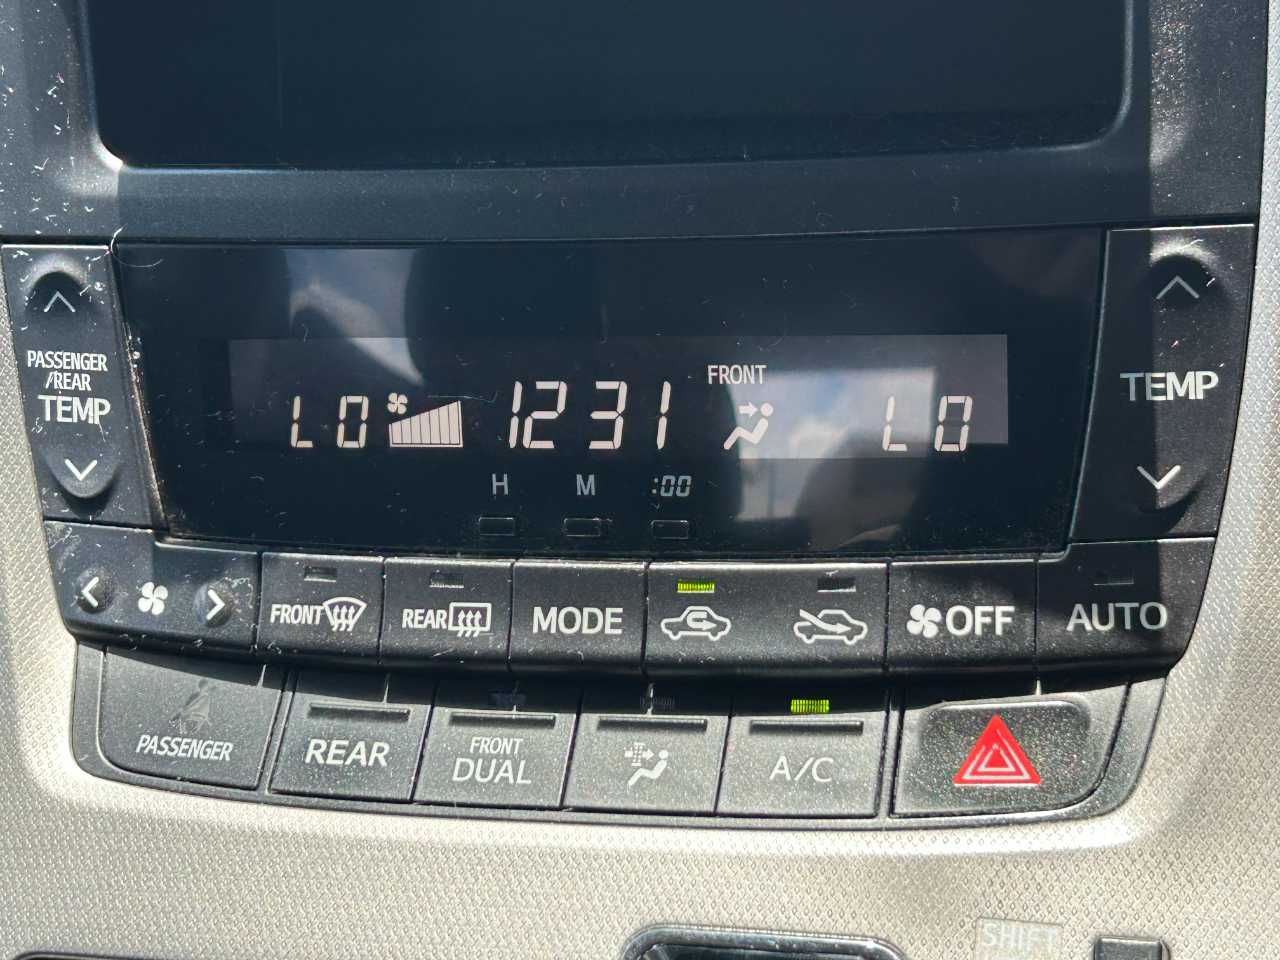 FRONT
LO 1231 LO
PASSENGER
/REAR
TEMP
TEMP
H M :00
FRONT REAR MODE OFF AUTO
PASSENGER REAR FRONT
DUAL A/C
SHIFT